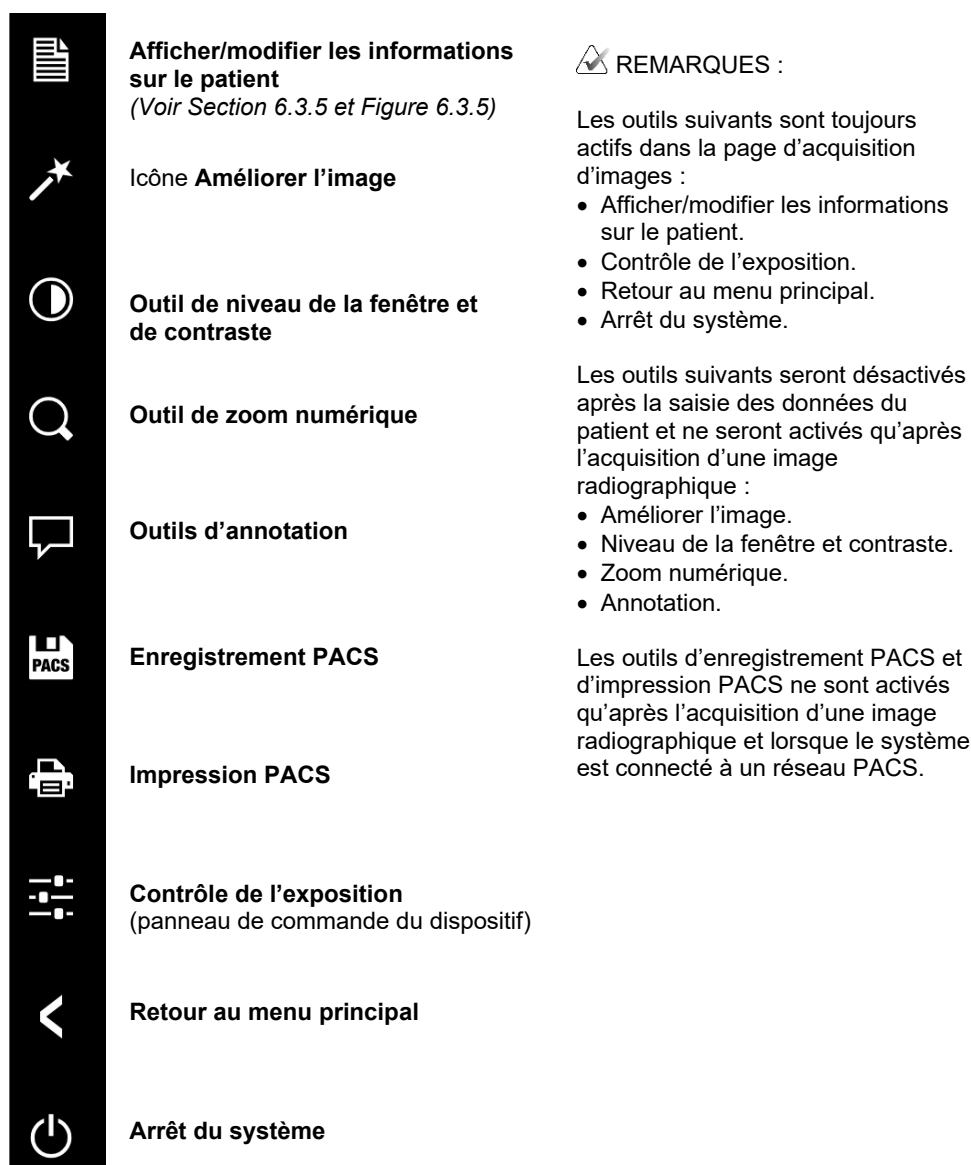 Afficher/modifier les informations
sur le patient
(Voir Section 6.3.5 et Figure 6.3.5)
Icône Améliorer l’image
Outil de niveau de la fenêtre et
de contraste
Outil de zoom numérique
Outils d’annotation
PACS
Enregistrement PACS
Impression PACS
Contrôle de l’exposition
(panneau de commande du dispositif)
Retour au menu principal
Arrêt du système
REMARQUES :
Les outils suivants sont toujours
actifs dans la page d’acquisition
d’images :
• Afficher/modifier les informations
sur le patient.
• Contrôle de l’exposition.
• Retour au menu principal.
• Arrêt du système.
Les outils suivants seront désactivés
après la saisie des données du
patient et ne seront activés qu’après
l’acquisition d’une image
radiographique :
• Améliorer l’image.
• Niveau de la fenêtre et contraste.
• Zoom numérique.
• Annotation.
Les outils d’enregistrement PACS et
d’impression PACS ne sont activés
qu’après l’acquisition d’une image
radiographique et lorsque le système
est connecté à un réseau PACS.